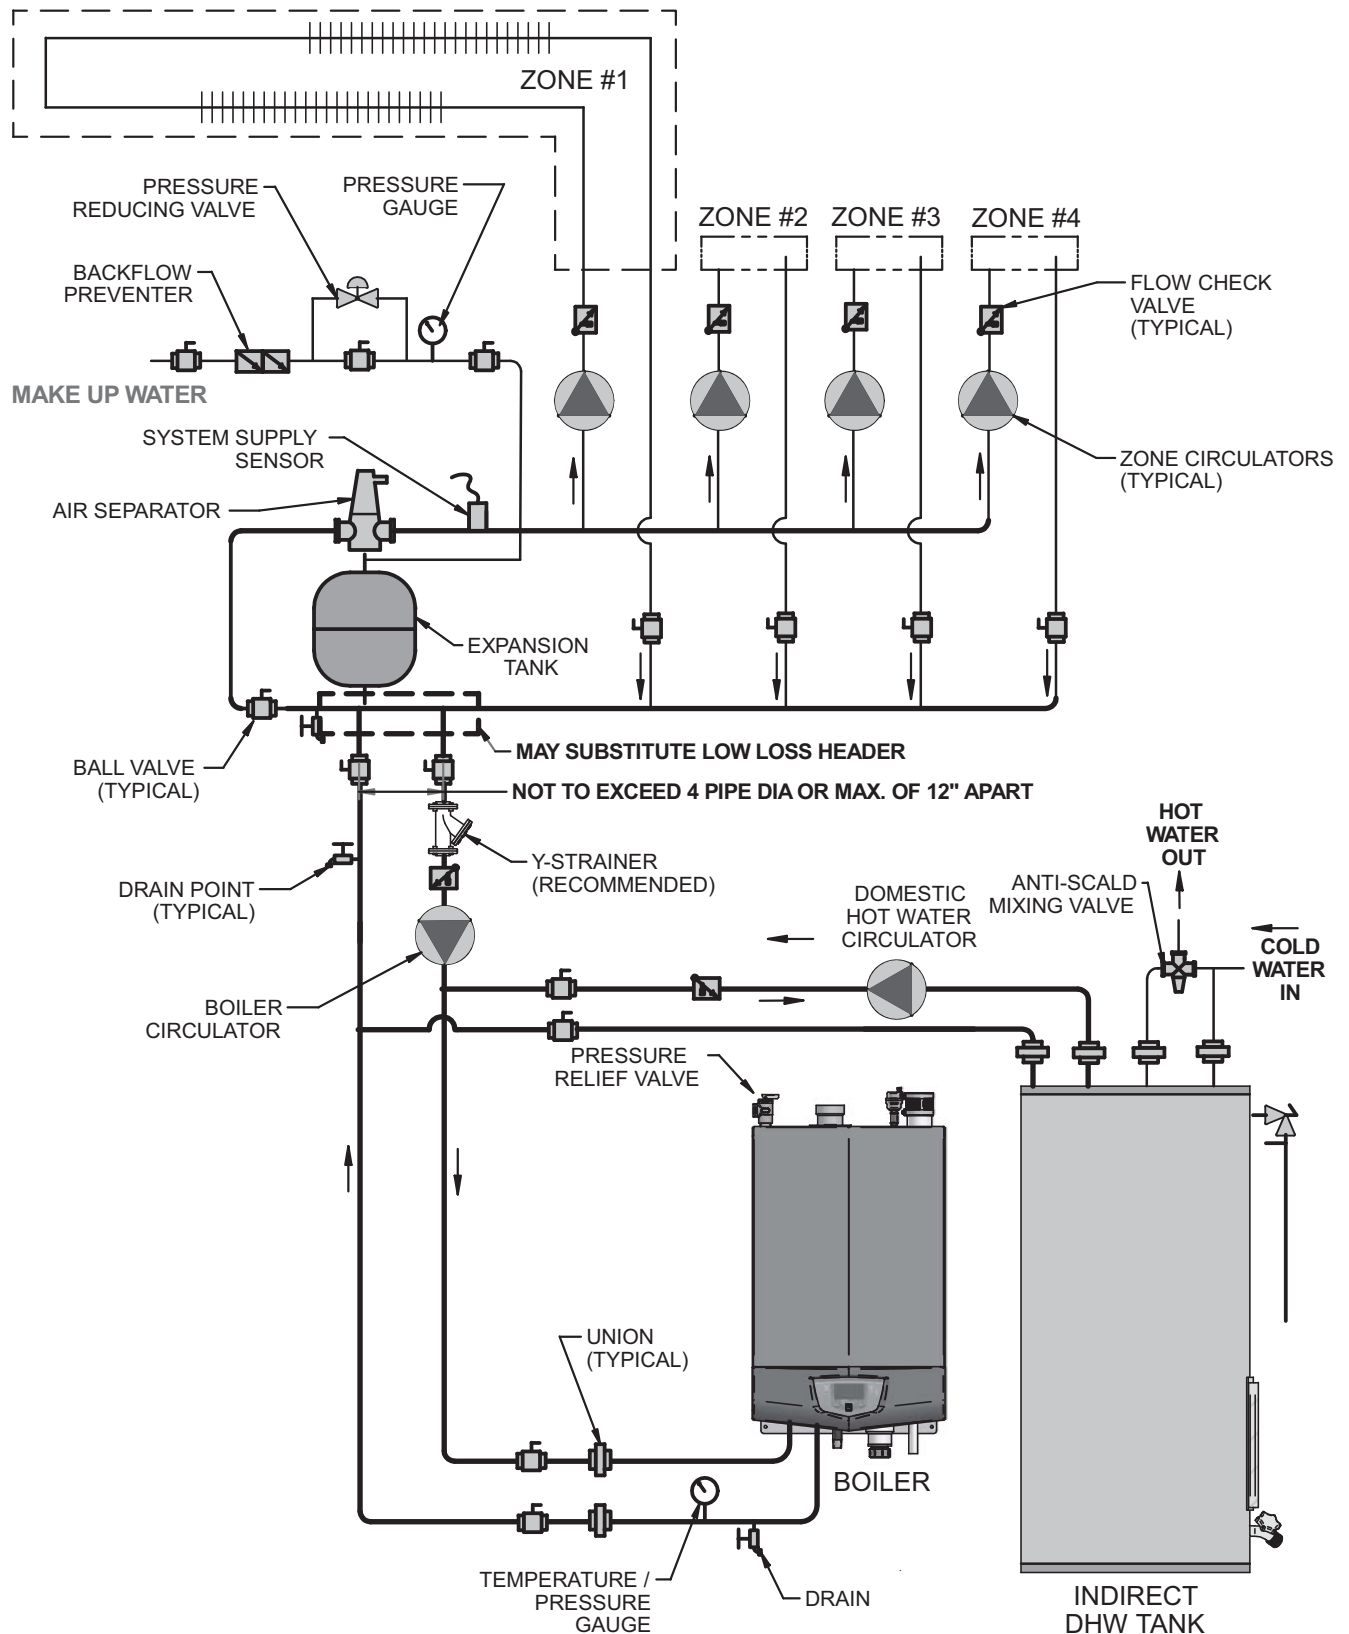 ZONE #1
PRESSURE
REDUCING VALVE
PRESSURE
GAUGE
ZONE #2
ZONE #3
ZONE #4
BACKFLOW
PREVENTER
FLOW CHECK
VALVE
(TYPICAL)
MAKE UP WATER
SYSTEM SUPPLY
SENSOR
ZONE CIRCULATORS
(TYPICAL)
AIR SEPARATOR
EXPANSION
TANK
MAY SUBSTITUTE LOW LOSS HEADER
BALL VALVE
(TYPICAL)
NOT TO EXCEED 4 PIPE DIA OR MAX. OF 12" APART
HOT
WATER
OUT
Y-STRAINER
(RECOMMENDED)
DRAIN POINT
(TYPICAL)
DOMESTIC
HOT WATER
CIRCULATOR
ANTI-SCALD
MIXING VALVE
COLD
WATER
IN
BOILER
CIRCULATOR
PRESSURE
RELIEF VALVE
UNION
(TYPICAL)
BOILER
TEMPERATURE /
PRESSURE
GAUGE
DRAIN
INDIRECT
DHW TANK